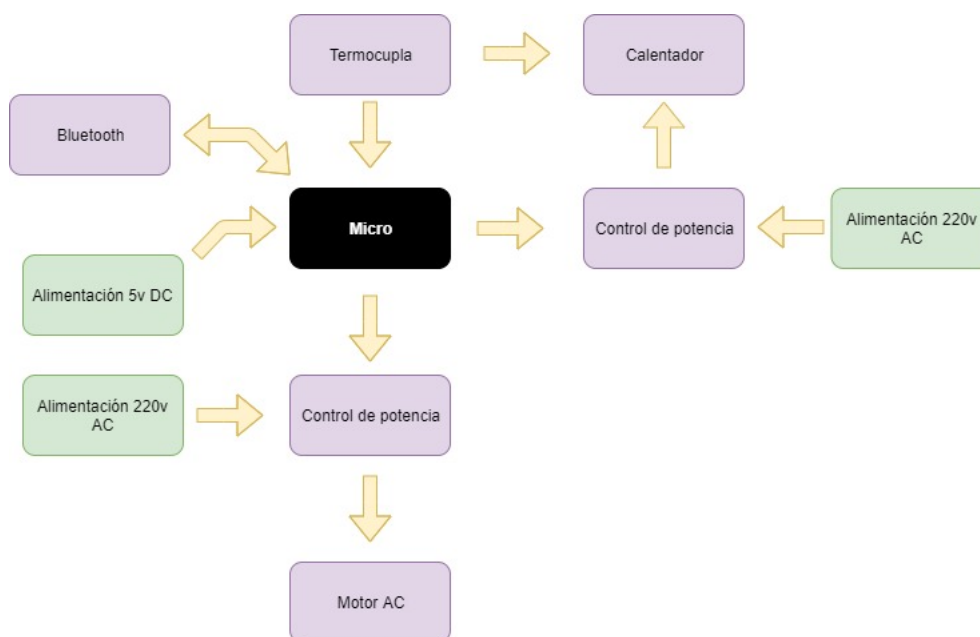 Termocupla
Calentador
Bluetooth
Micro
Control de potencia
Alimentación 220v
AC
Alimentación 5v DC
Alimentación 220v
AC
Control de potencia
Motor AC